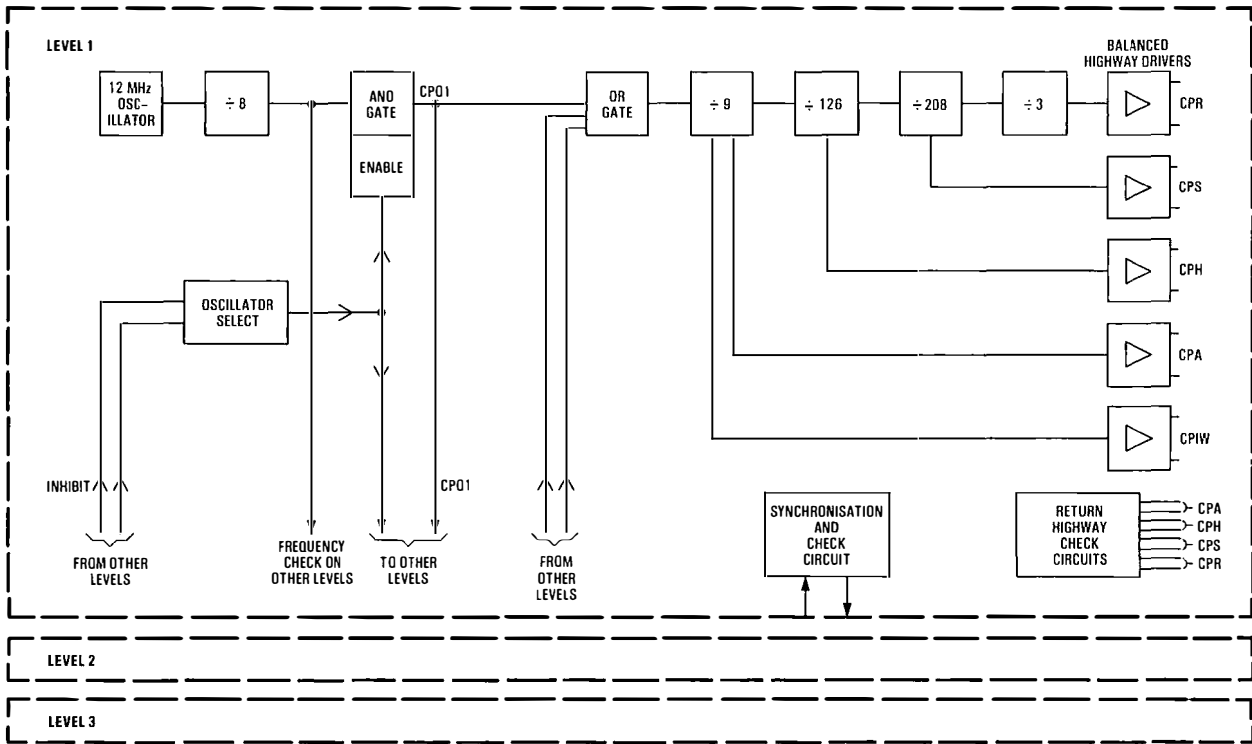 LEVEL 1
BALANCED
HIGHWAY DRIVERS
12 MHz
OSC-
ILLATOR
÷ 8
AND
GATE
ENABLE
CP01
OR
GATE
÷ 9
÷ 126
÷ 208
÷ 3
CPR
CPS
CPH
CPA
CPIW
OSCILLATOR
SELECT
INHIBIT
CP01
FROM OTHER
LEVELS
FREQUENCY
CHECK ON
OTHER LEVELS
TO OTHER
LEVELS
FROM
OTHER
LEVELS
SYNCHRONISATION
AND
CHECK
CIRCUIT
RETURN
HIGHWAY
CHECK
CIRCUITS
CPA
CPH
CPS
CPR
LEVEL 2
LEVEL 3